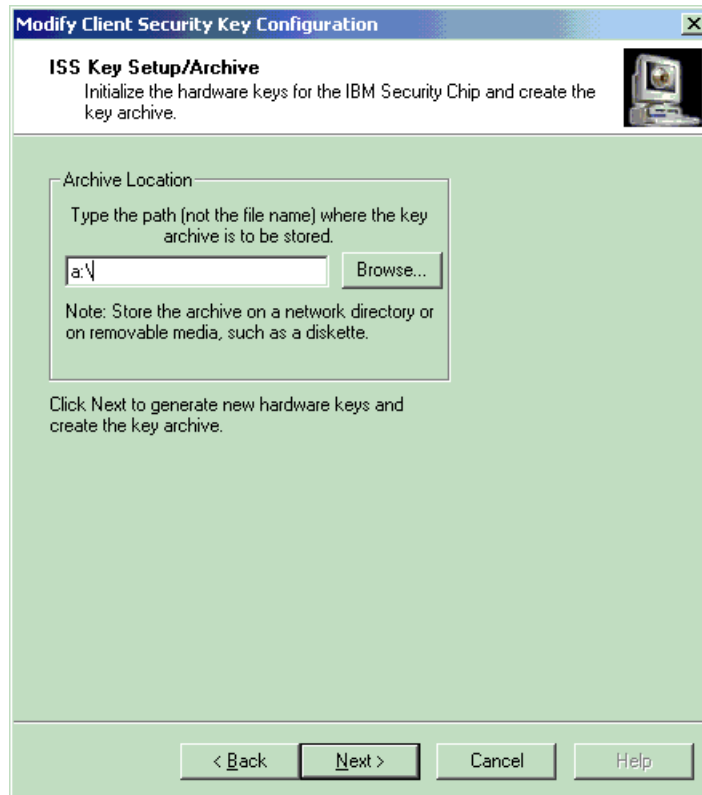 Modify Client Security Key Configuration
ISS Key Setup/Archive
Initialize the hardware keys for the IBM Security Chip and create the
key archive.
Archive Location
Type the path (not the file name) where the key
archive is to be stored.
a:\
Browse...
Note: Store the archive on a network directory or
on removable media, such as a diskette.
Click Next to generate new hardware keys and
create the key archive.
< Back
Next >
Cancel
Help